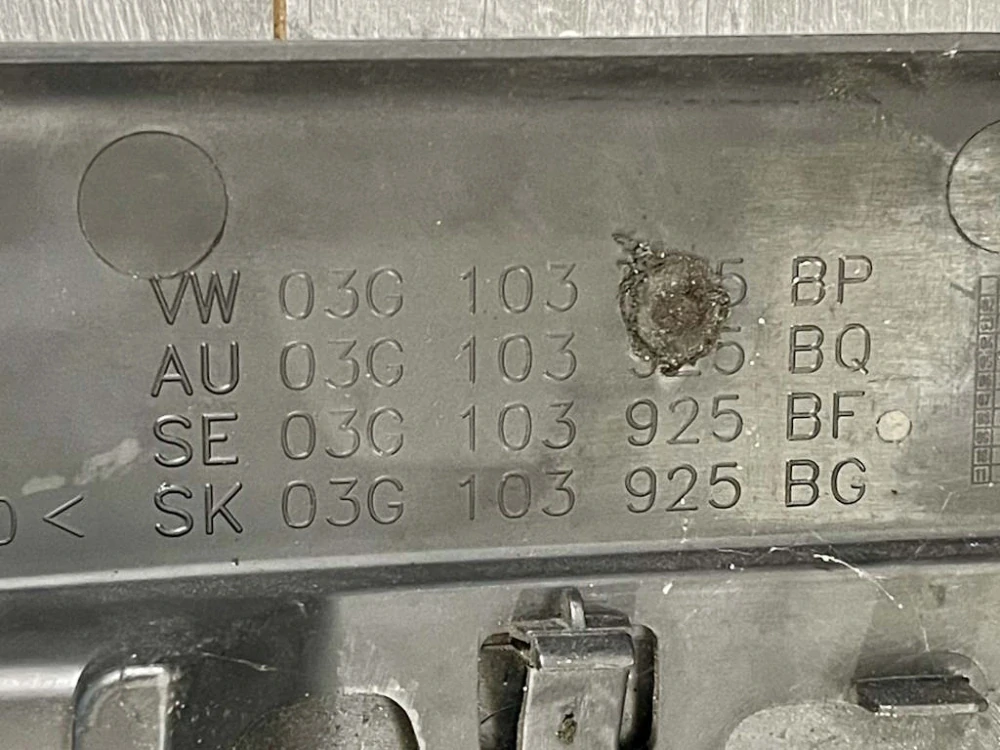 VW 03G 103 BP
AU 03G 103 BQ
SE 03G 103 925 BF
< SK 03G 103 925 BG